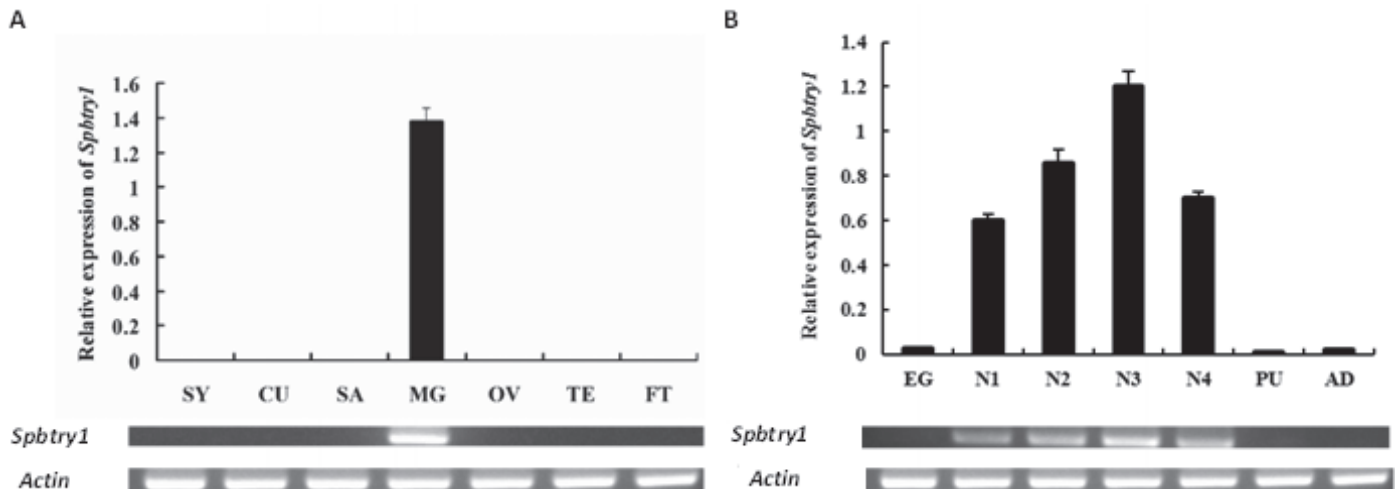 A
Relative expression of Spbtry1
1.6
1.4
1.2
1
0.8
0.6
0.4
0.2
0
SY CU SA MG OV TE FT
Spbtry1
Actin
B
Relative expression of Spbtry1
1.4
1.2
1
0.8
0.6
0.4
0.2
0
EG N1 N2 N3 N4 PU AD
Spbtry1
Actin